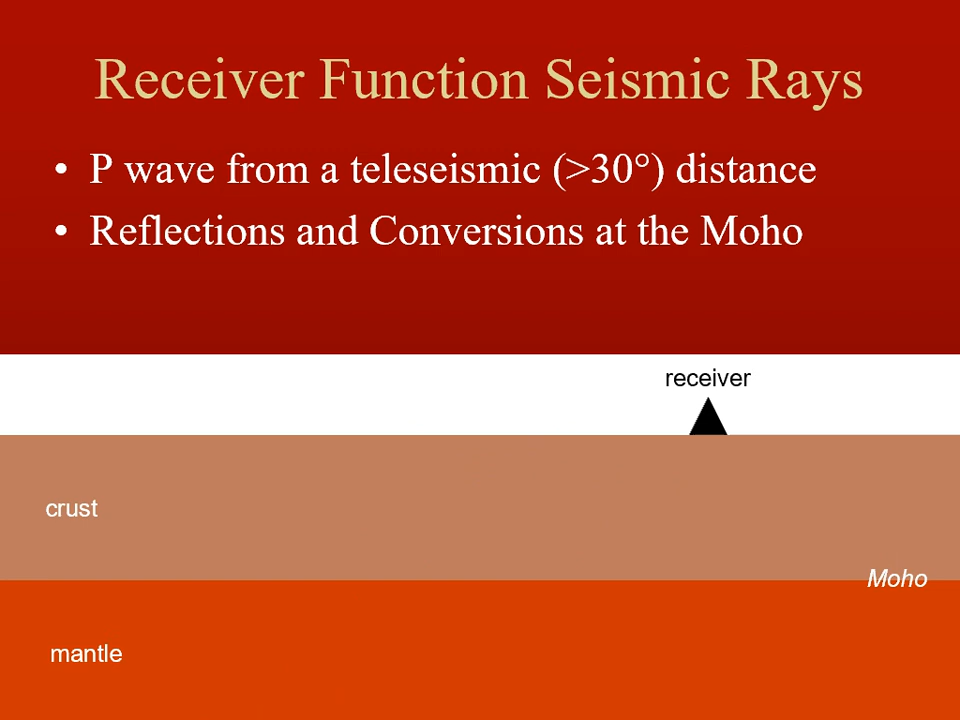 Receiver Function Seismic Rays
• P wave from a teleseismic (>30°) distance
• Reflections and Conversions at the Moho
receiver
crust
Moho
mantle